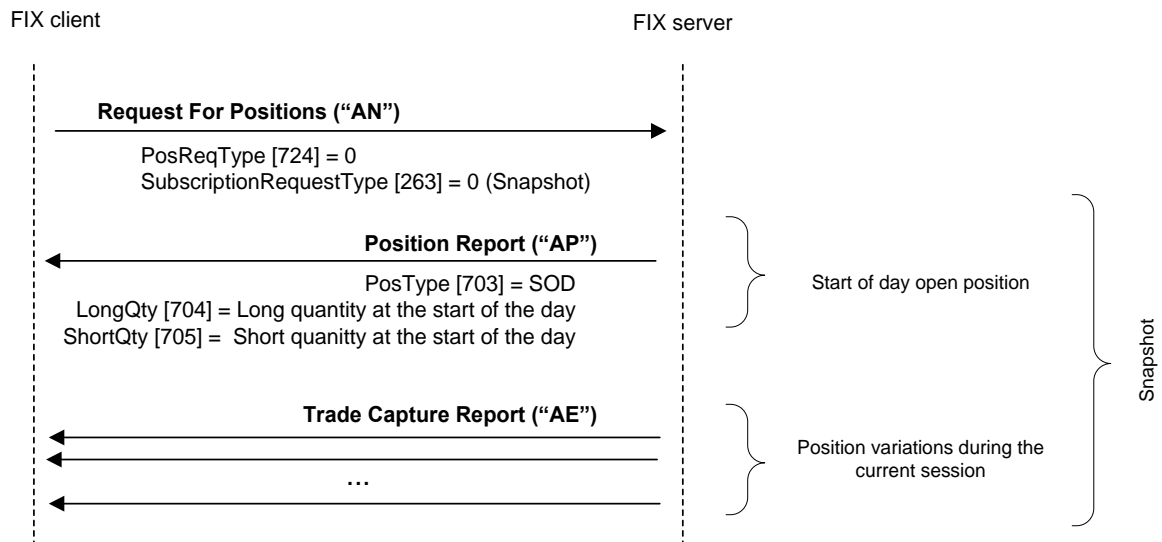 FIX client
FIX server
Request For Positions (“AN”)
PosReqType [724] = 0
SubscriptionRequestType [263] = 0 (Snapshot)
Position Report (“AP”)
PosType [703] = SOD
LongQty [704] = Long quantity at the start of the day
ShortQty [705] = Short quanitty at the start of the day
Start of day open position
Trade Capture Report (“AE”)
...
Position variations during the
current session
Snapshot